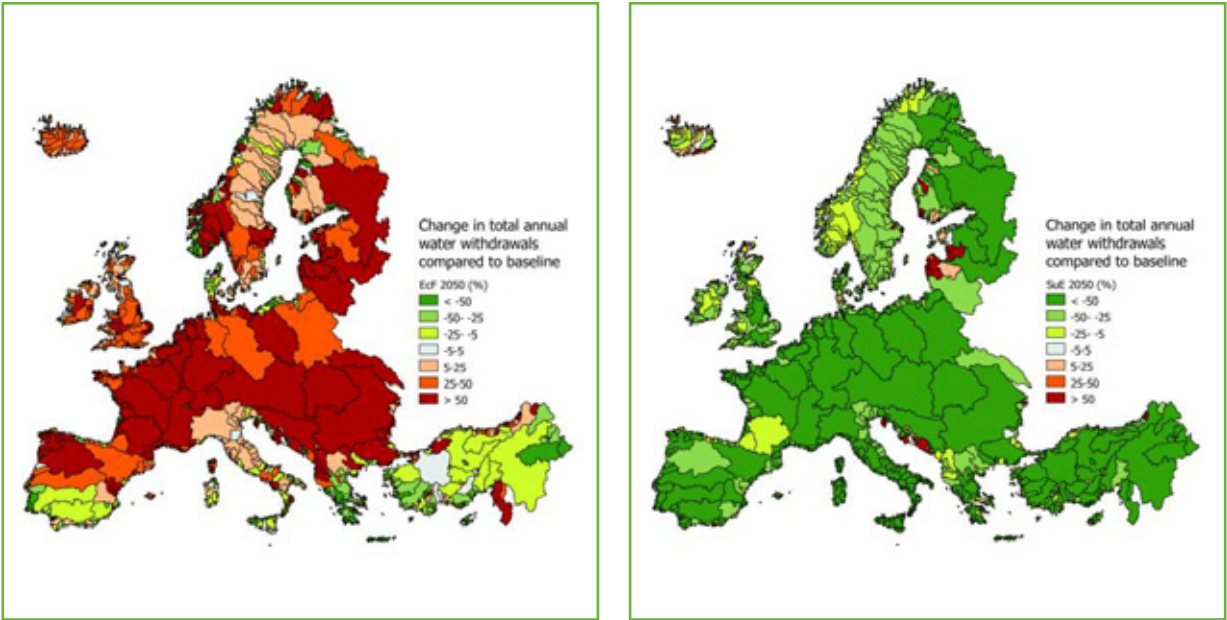 Change in total annual
water withdrawals
compared to baseline
EcF 2050 (%)
< -50
-50- -25
-25- -5
-5-5
5-25
25-50
> 50
Change in total annual
water withdrawals
compared to baseline
SuE 2050 (%)
< -50
-50- -25
-25- -5
-5-5
5-25
25-50
> 50